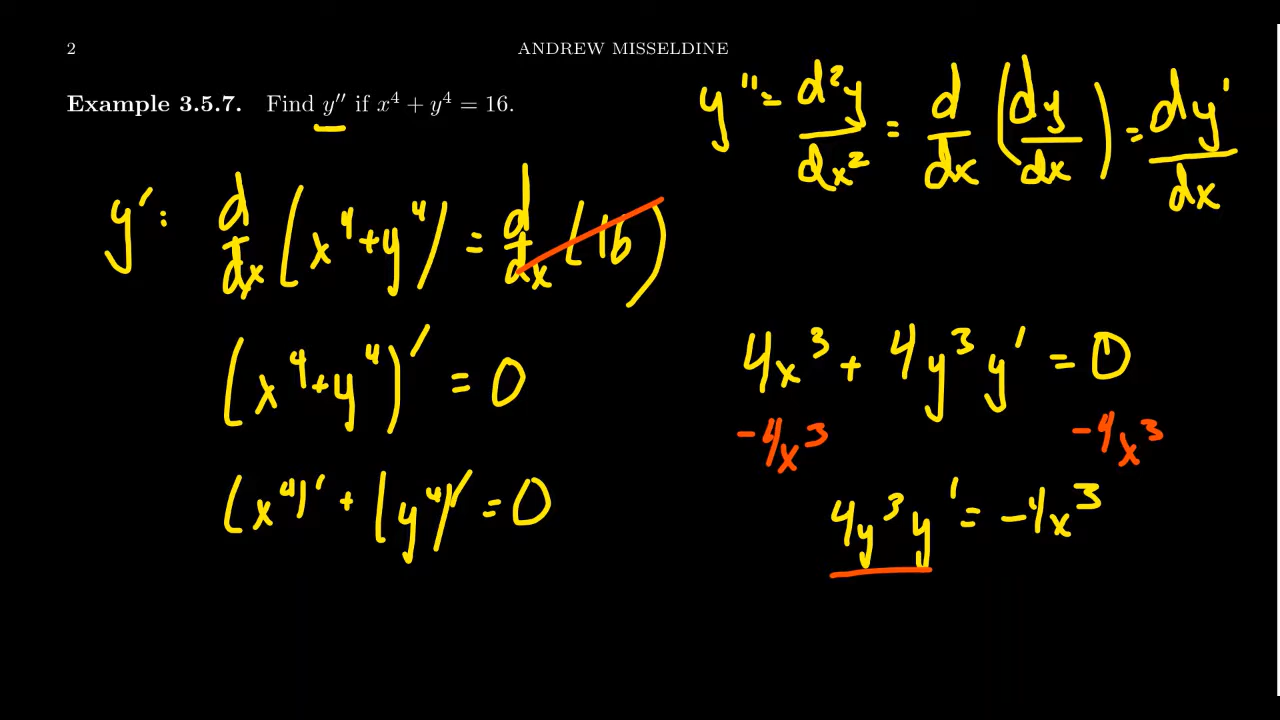 2 ANDREW MISSELDINE
Example 3.5.7. Find y′′ if x⁴ + y⁴ = 16.
y'' = d²y/dx² = d/dx (dy/dx) = dy'/dx
y': d/dx (x⁴+y⁴) = d/dx (16)
(x⁴+y⁴)' = 0
(x⁴)' + (y⁴)' = 0
4x³ + 4y³y' = 0
-4x³ -4x³
4y³y' = -4x³